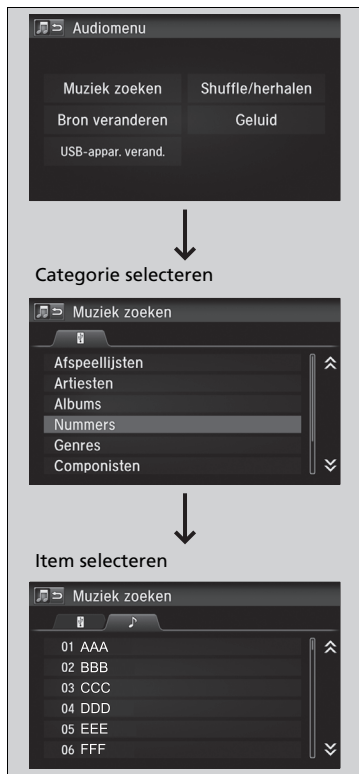 Audiomenu
Muziek zoeken Shuffle/herhalen
Bron veranderen Geluid
USB-appar. verand.
Categorie selecteren
Muziek zoeken
Afspeellijsten
Artiesten
Albums
Nummers
Genres
Componisten
Item selecteren
Muziek zoeken
01 AAA
02 BBB
03 CCC
04 DDD
05 EEE
06 FFF